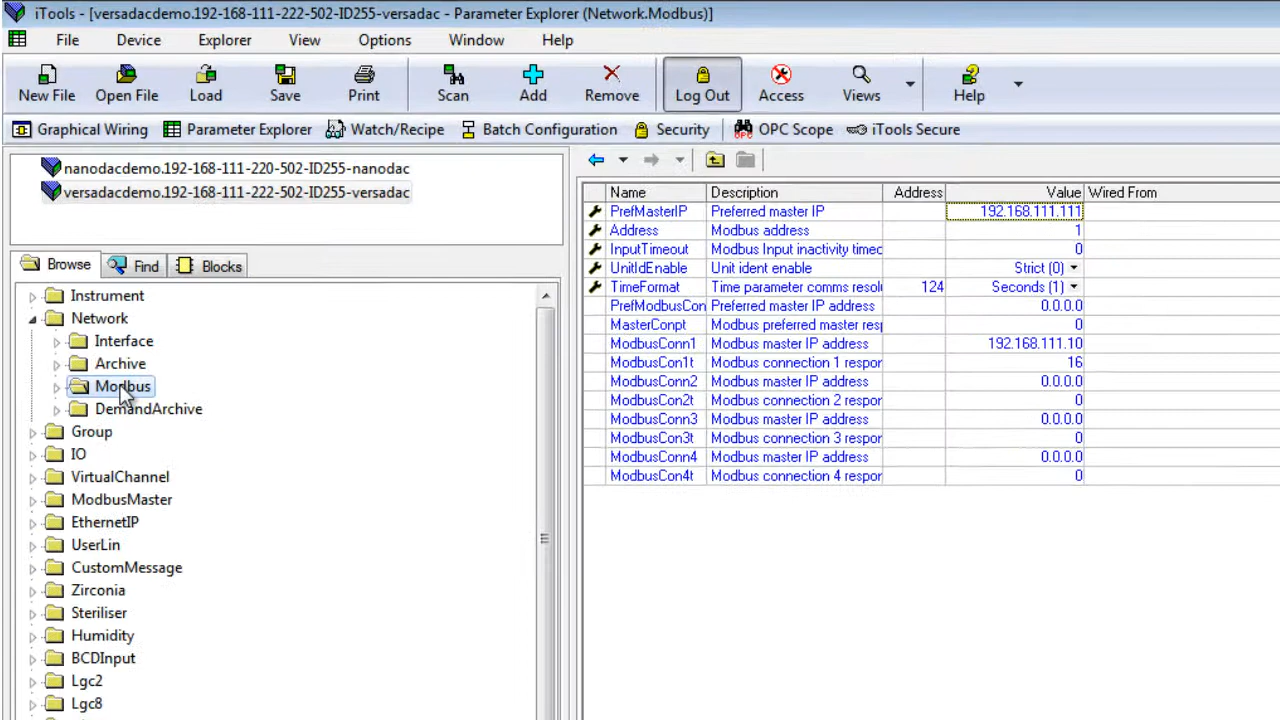 iTools - [versadacdemo.192-168-111-222-502-ID255-versadac - Parameter Explorer (Network.Modbus)]
File Device Explorer View Options Window Help
New File Open File Load Save Print Scan Add Remove Log Out Access Views Help
Graphical Wiring Parameter Explorer Watch/Recipe Batch Configuration Security OPC OPC Scope iTools Secure
nanodacdemo.192-168-111-220-502-ID255-nanodac
versadacdemo.192-168-111-222-502-ID255-versadac
Browse Find Blocks
Instrument
Network
Interface
Archive
Modbus
DemandArchive
Group
IO
VirtualChannel
ModbusMaster
EthernetIP
UserLin
CustomMessage
Zirconia
Steriliser
Humidity
BCDInput
Lgc2
Lgc8
Name Description Address Value Wired From
PrefMasterIP Preferred master IP 192.168.111.111
Address Modbus address 1
InputTimeout Modbus Input inactivity timeo 0
UnitIdEnable Unit ident enable Strict (0)
TimeFormat Time parameter comms resol 124 Seconds (1)
PrefModbusCon Preferred master IP address 0.0.0.0
MasterConpt Modbus preferred master resp 0
ModbusConn1 Modbus master IP address 192.168.111.10
ModbusCon1t Modbus connection 1 respor 16
ModbusConn2 Modbus master IP address 0.0.0.0
ModbusCon2t Modbus connection 2 respor 0
ModbusConn3 Modbus master IP address 0.0.0.0
ModbusCon3t Modbus connection 3 respor 0
ModbusConn4 Modbus master IP address 0.0.0.0
ModbusCon4t Modbus connection 4 respor 0